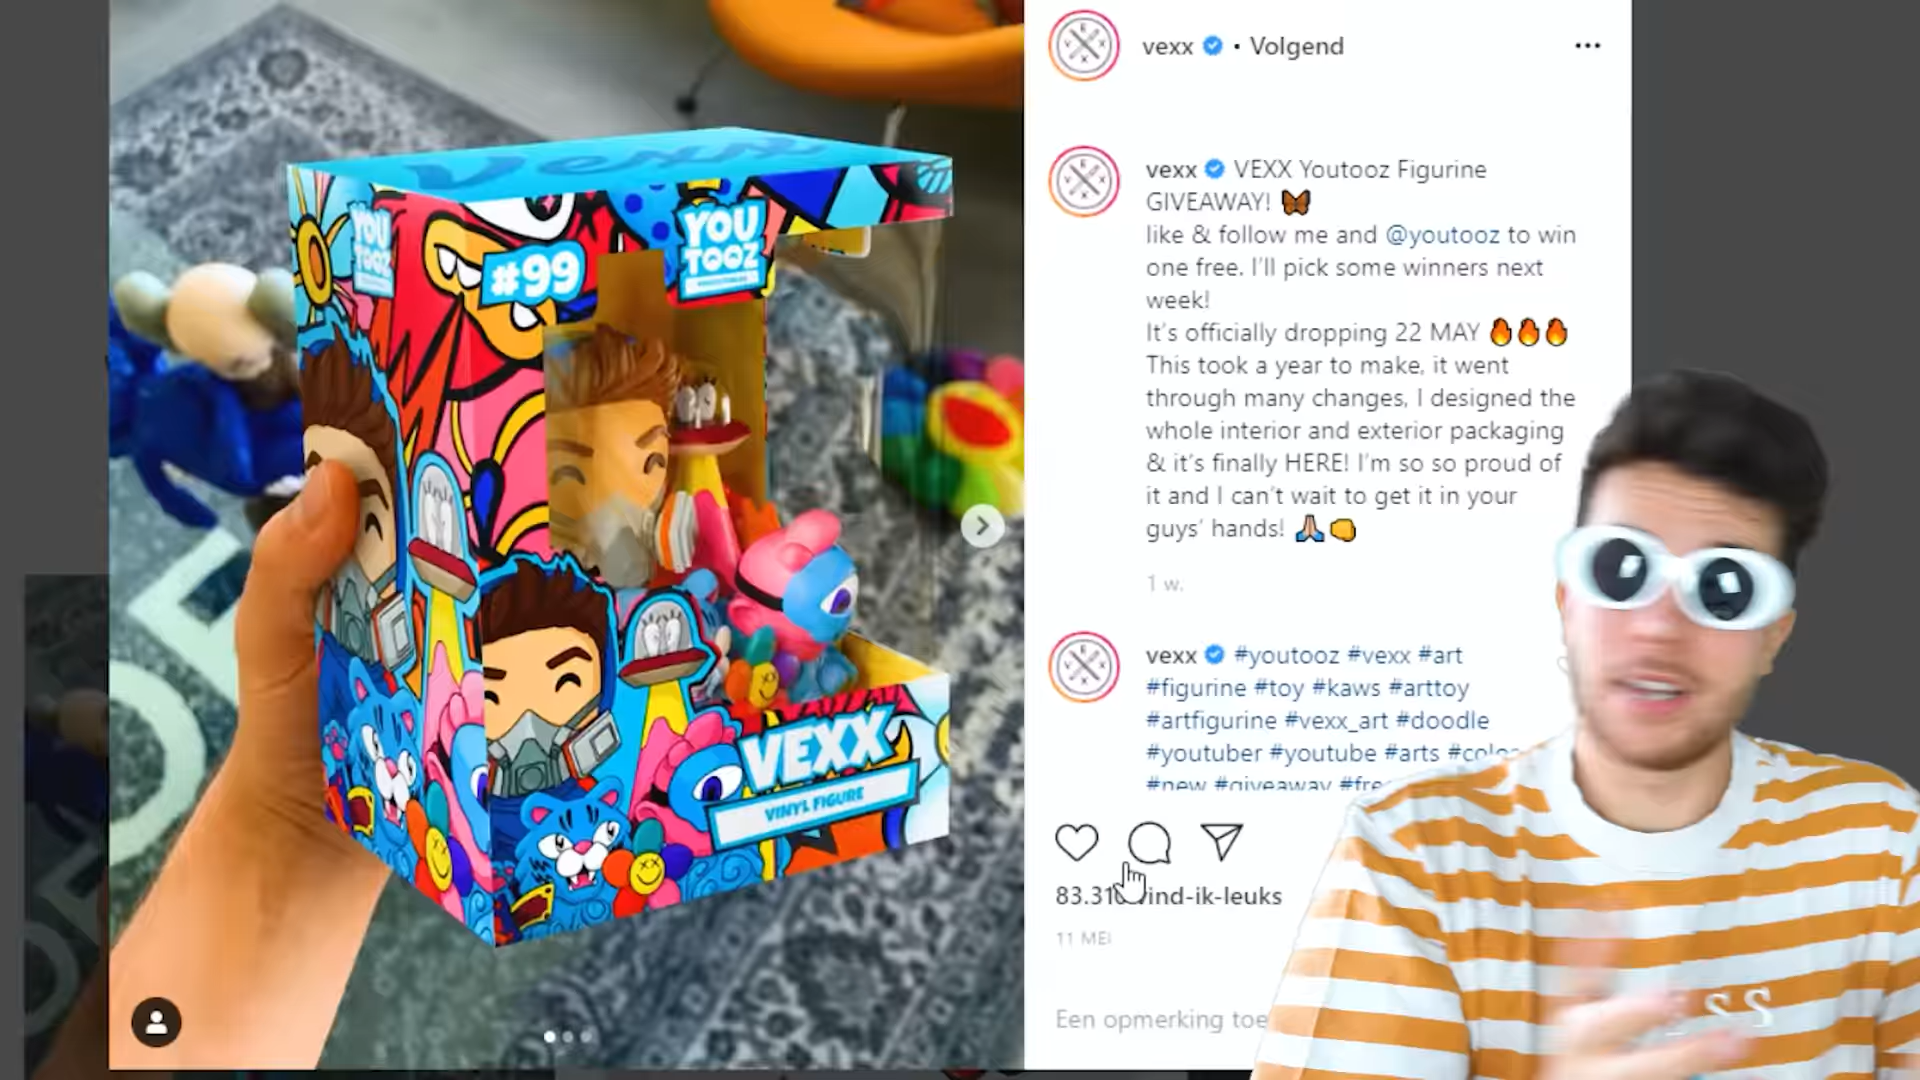 Vexx
YOU
TOOZ
#99
YOU
TOOZ
VEXX
VINYL FIGURE
vexx • Volgend
vexx VEXX Youtooz Figurine
GIVEAWAY! 🦋
like & follow me and @youtooz to win
one free. I'll pick some winners next
week!
It's officially dropping 22 MAY 🔥🔥🔥
This took a year to make, it went
through many changes, I designed the
whole interior and exterior packaging
& it's finally HERE! I'm so so proud of
it and I can't wait to get it in your
guys' hands! 🙏🏼🤜
1 w.
vexx #youtooz #vexx #art
#figurine #toy #kaws #arttoy
#artfigurine #vexx_art #doodle
#youtuber #youtube #arts
#new #giveaway
vind-ik-leuks
11 MEI
Een opmerking